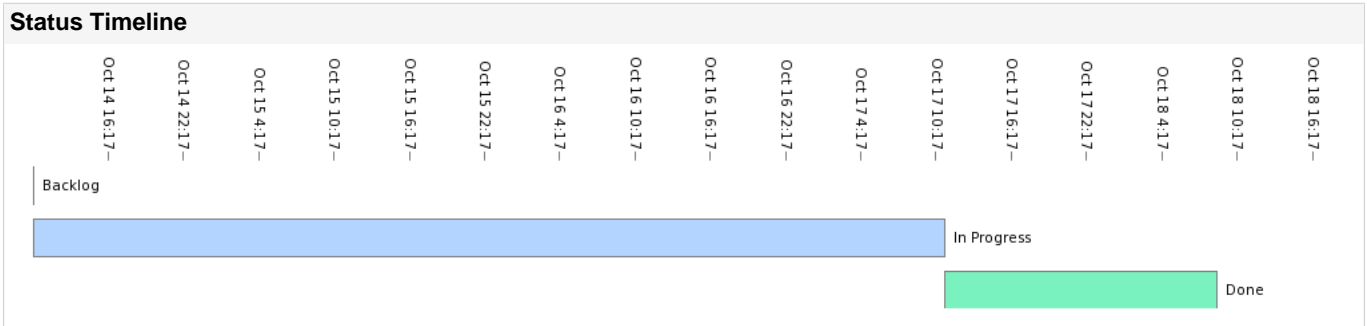 Status Timeline
Oct 14 16:17
Oct 14 22:17
Oct 15 4:17
Oct 15 10:17
Oct 15 16:17
Oct 15 22:17
Oct 16 4:17
Oct 16 10:17
Oct 16 16:17
Oct 16 22:17
Oct 17 4:17
Oct 17 10:17
Oct 17 16:17
Oct 17 22:17
Oct 18 4:17
Oct 18 10:17
Oct 18 16:17
Backlog
In Progress
Done